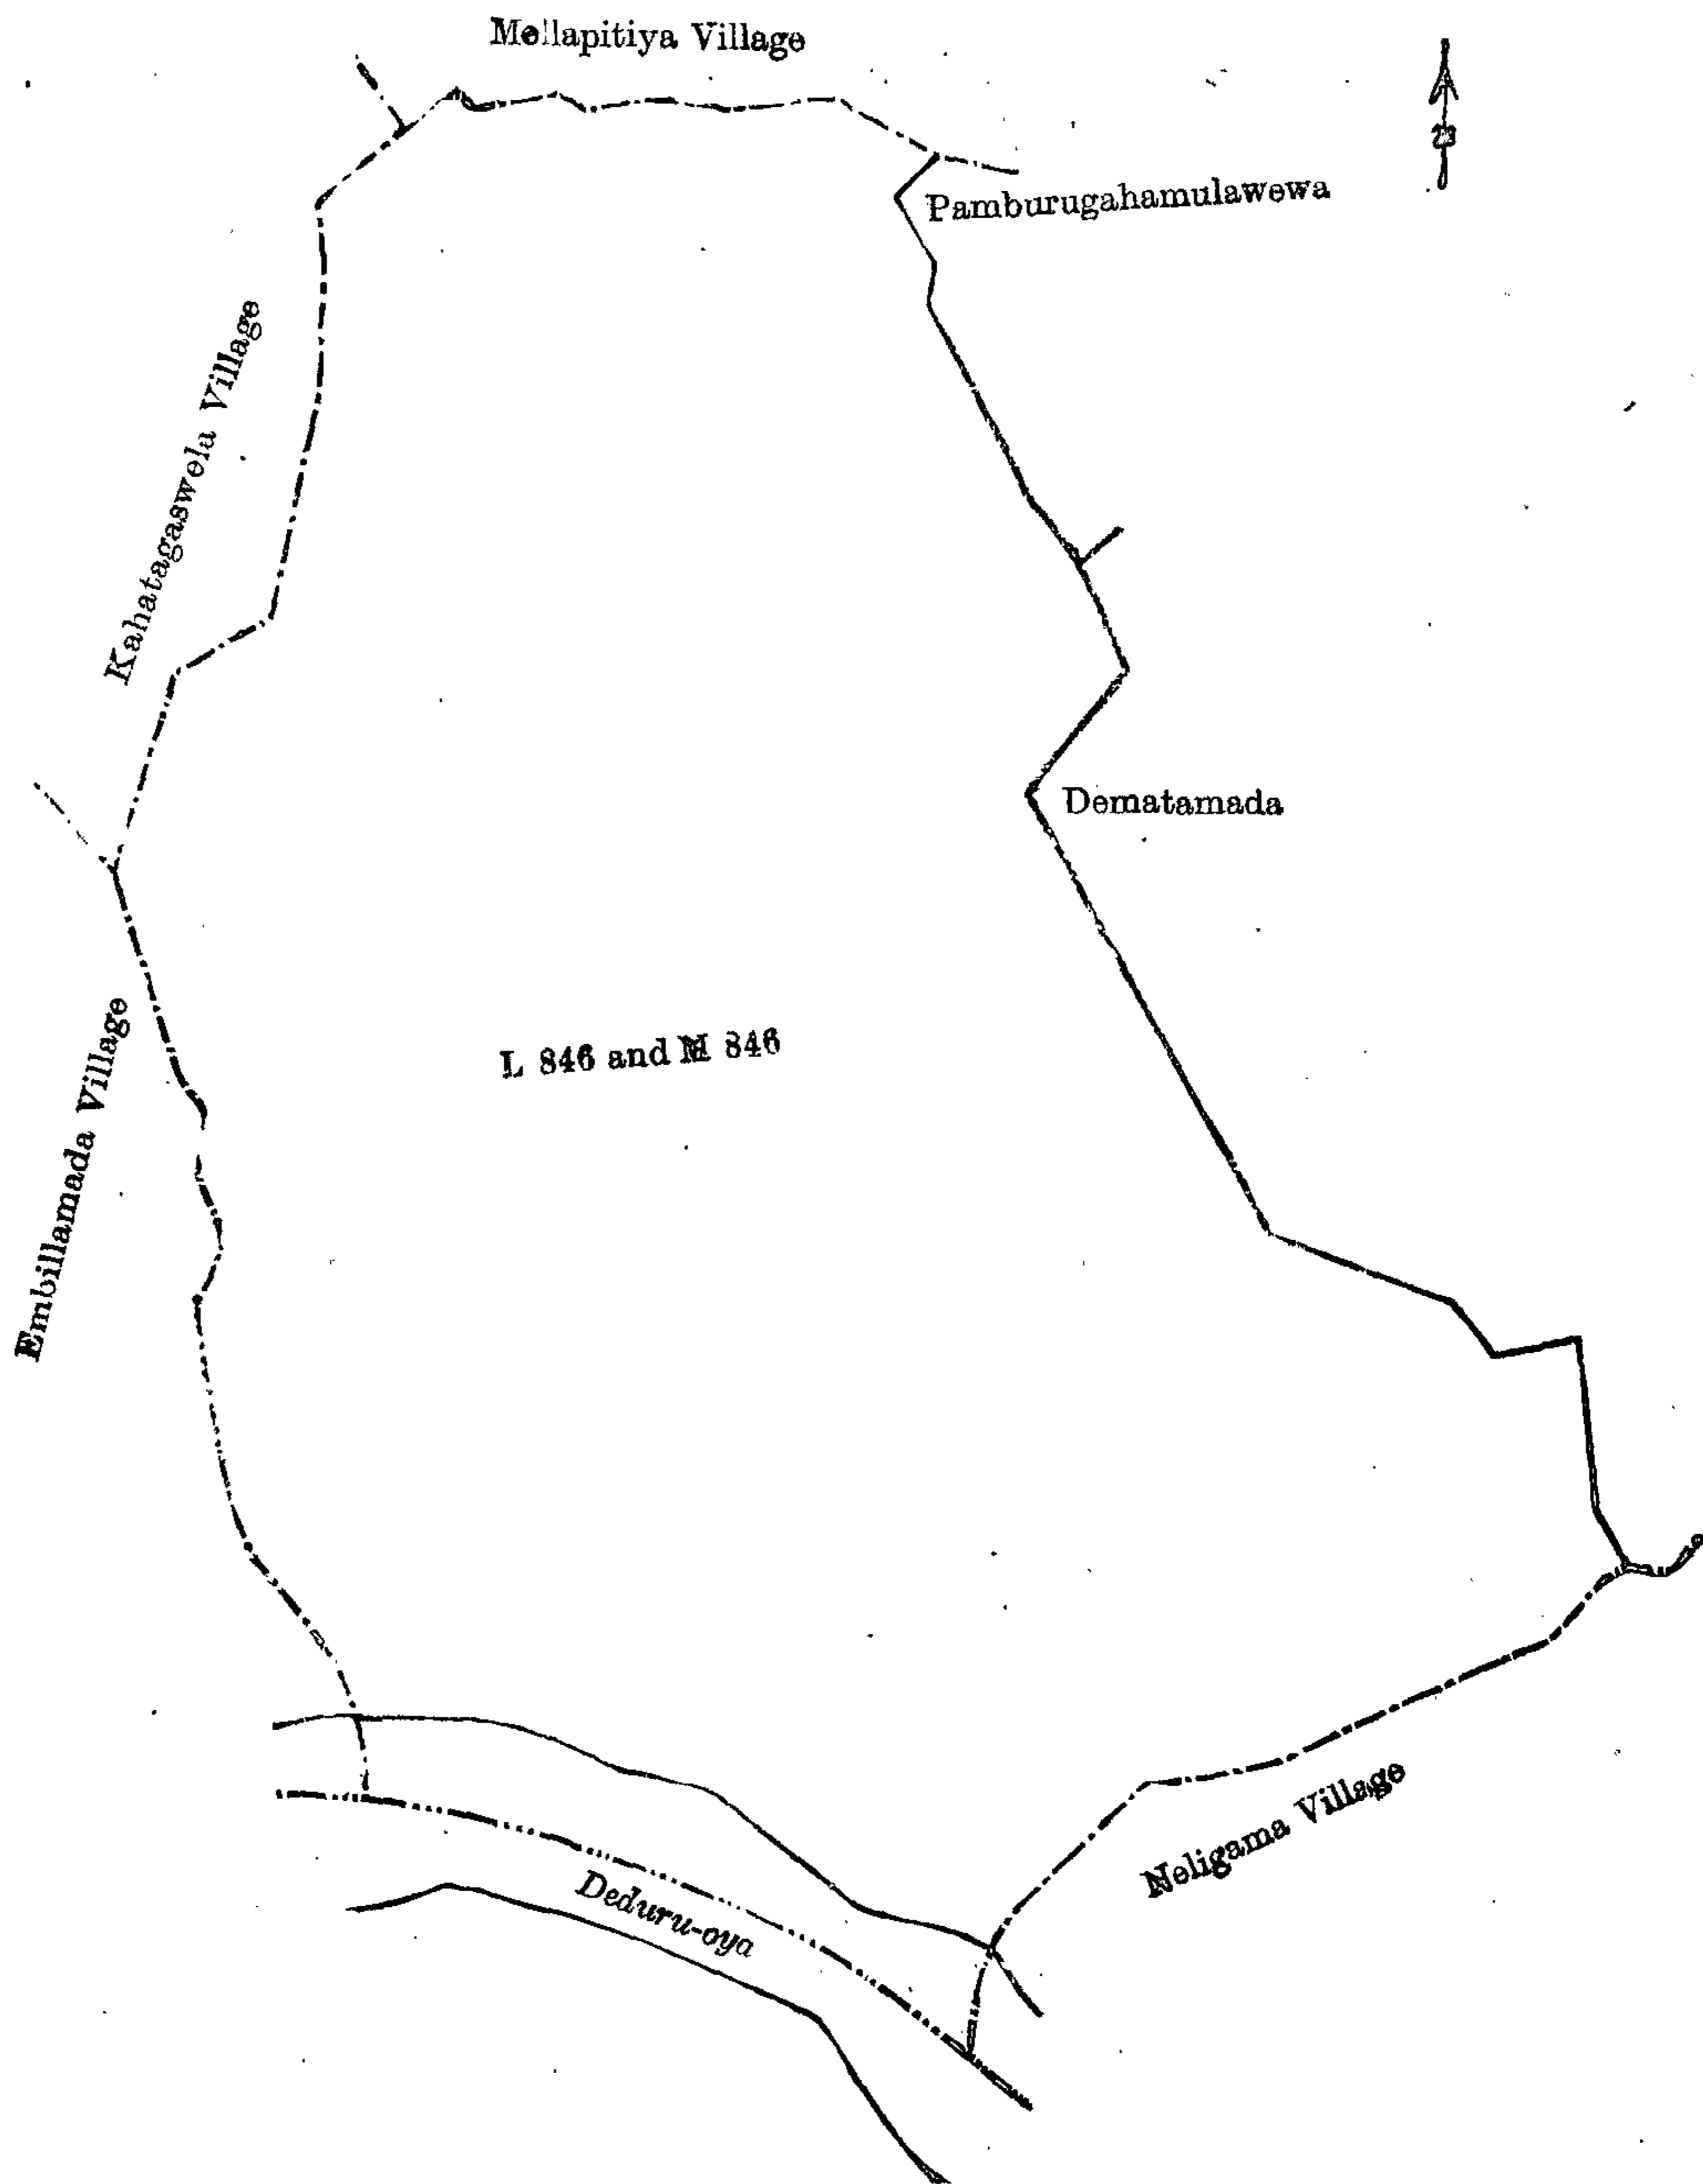 Mellapitiya Village
N
Pamburugahamulawewa
Kahatagaswela Village
Dematamada
L 846 and M 846
Embillamada Village
Neligama Village
Deduru-oya